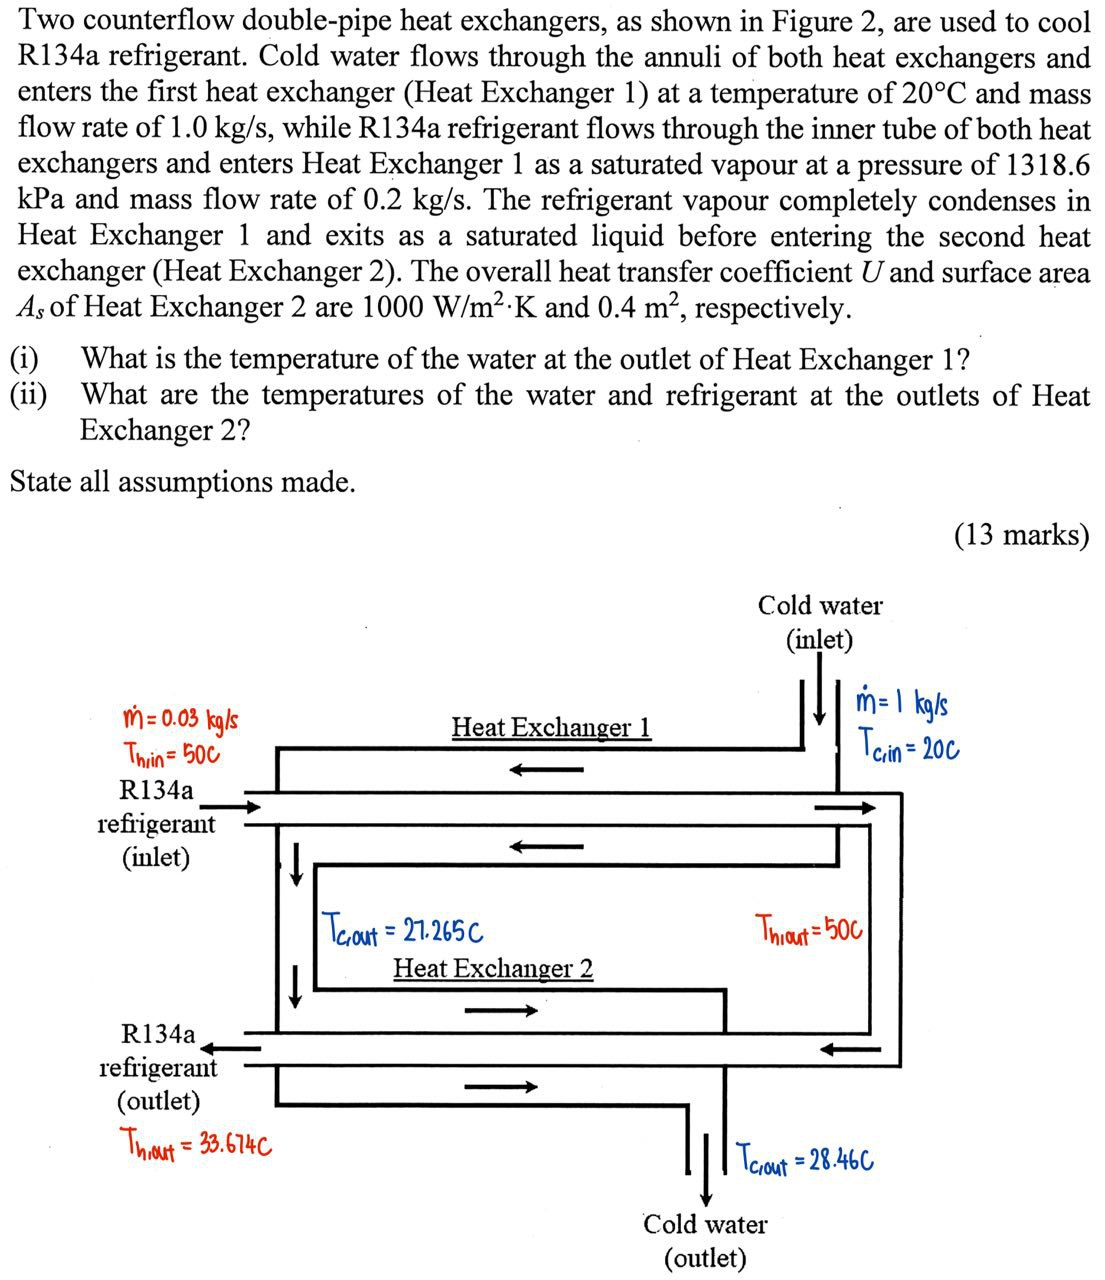 Two counterflow double-pipe heat exchangers, as shown in Figure 2, are used to cool
R134a refrigerant. Cold water flows through the annuli of both heat exchangers and
enters the first heat exchanger (Heat Exchanger 1) at a temperature of 20°C and mass
flow rate of 1.0 kg/s, while R134a refrigerant flows through the inner tube of both heat
exchangers and enters Heat Exchanger 1 as a saturated vapour at a pressure of 1318.6
kPa and mass flow rate of 0.2 kg/s. The refrigerant vapour completely condenses in
Heat Exchanger 1 and exits as a saturated liquid before entering the second heat
exchanger (Heat Exchanger 2). The overall heat transfer coefficient U and surface area
Aₛ of Heat Exchanger 2 are 1000 W/m²·K and 0.4 m², respectively.
(i) What is the temperature of the water at the outlet of Heat Exchanger 1?
(ii) What are the temperatures of the water and refrigerant at the outlets of Heat
Exchanger 2?
State all assumptions made.
(13 marks)
Cold water
(inlet)
ṁ = 1 kg/s
Tc,in = 20C
ṁ = 0.03 kg/s
Th,in = 50C
Heat Exchanger 1
R134a
refrigerant
(inlet)
Tc,out = 27.265C
Th,out = 50C
Heat Exchanger 2
R134a
refrigerant
(outlet)
Th,out = 33.674C
Tc,out = 28.46C
Cold water
(outlet)